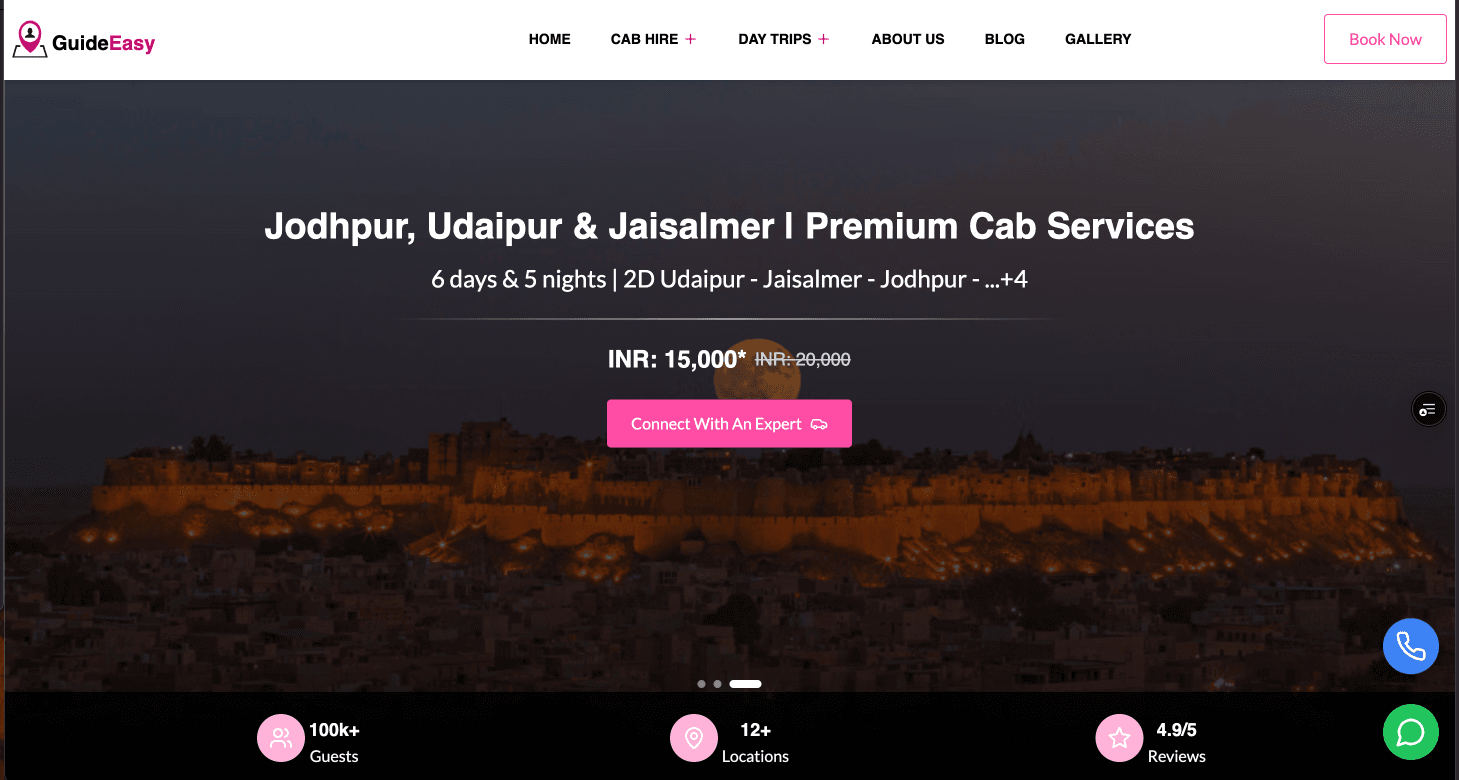 GuideEasy
HOME
CAB HIRE +
DAY TRIPS +
ABOUT US
BLOG
GALLERY
Book Now
Jodhpur, Udaipur & Jaisalmer | Premium Cab Services
6 days & 5 nights | 2D Udaipur - Jaisalmer - Jodhpur - ...+4
INR: 15,000* INR: 20,000
Connect With An Expert
100k+
Guests
12+
Locations
4.9/5
Reviews